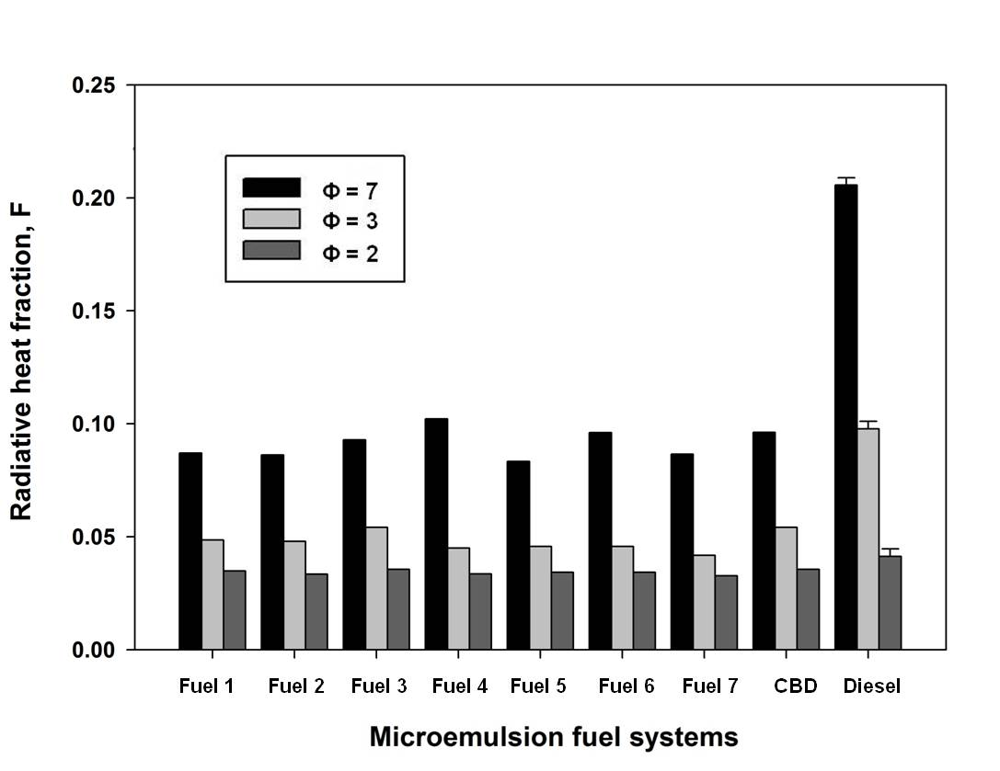 0.25
0.20
0.15
0.10
0.05
0.00
Radiative heat fraction, F
Φ = 7
Φ = 3
Φ = 2
Fuel 1 Fuel 2 Fuel 3 Fuel 4 Fuel 5 Fuel 6 Fuel 7 CBD Diesel
Microemulsion fuel systems